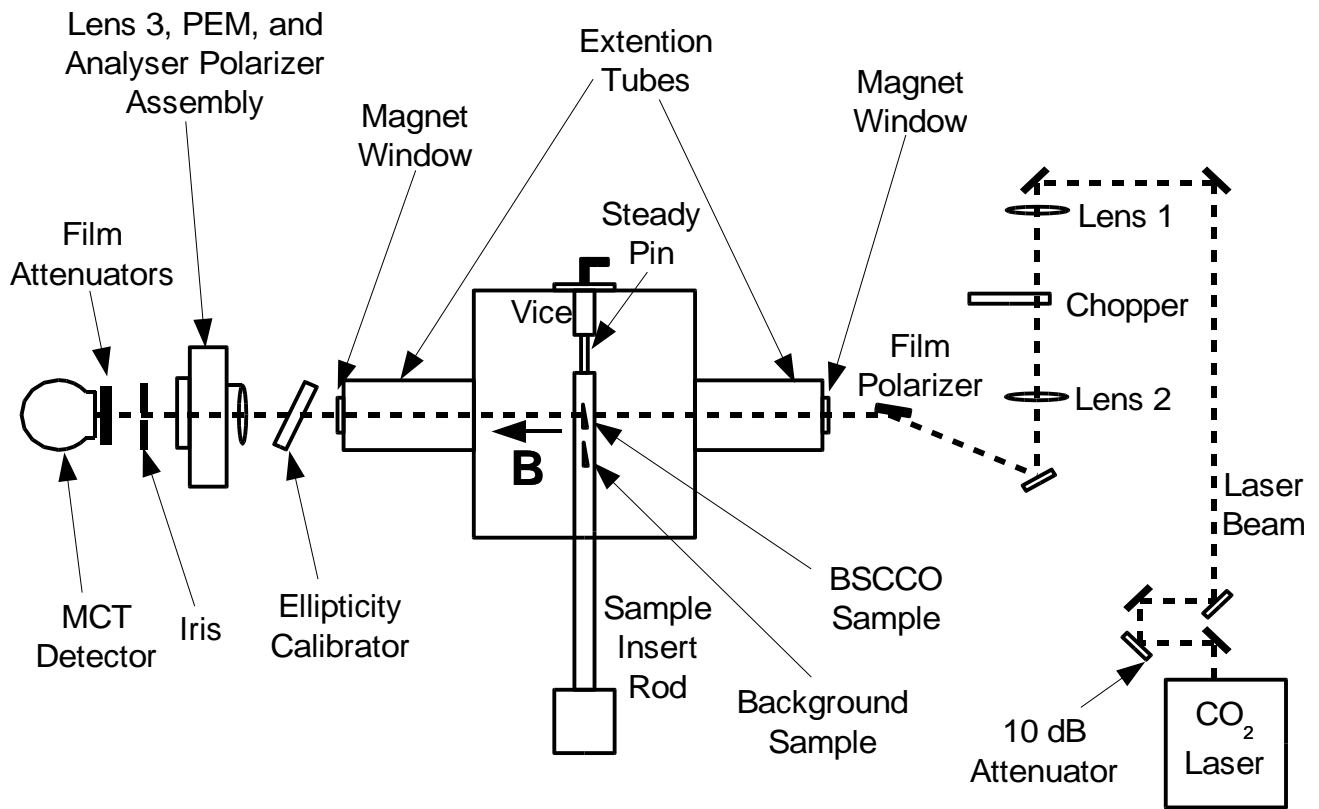 Lens 3, PEM, and
Analyser Polarizer
Assembly
Extention
Tubes
Magnet
Window
Magnet
Window
Steady
Pin
Lens 1
Film
Attenuators
Vice
Chopper
Film
Polarizer
Lens 2
B
Laser
Beam
MCT
Detector
Iris
Ellipticity
Calibrator
Sample
Insert
Rod
BSCCO
Sample
Background
Sample
10 dB
Attenuator
CO₂
Laser